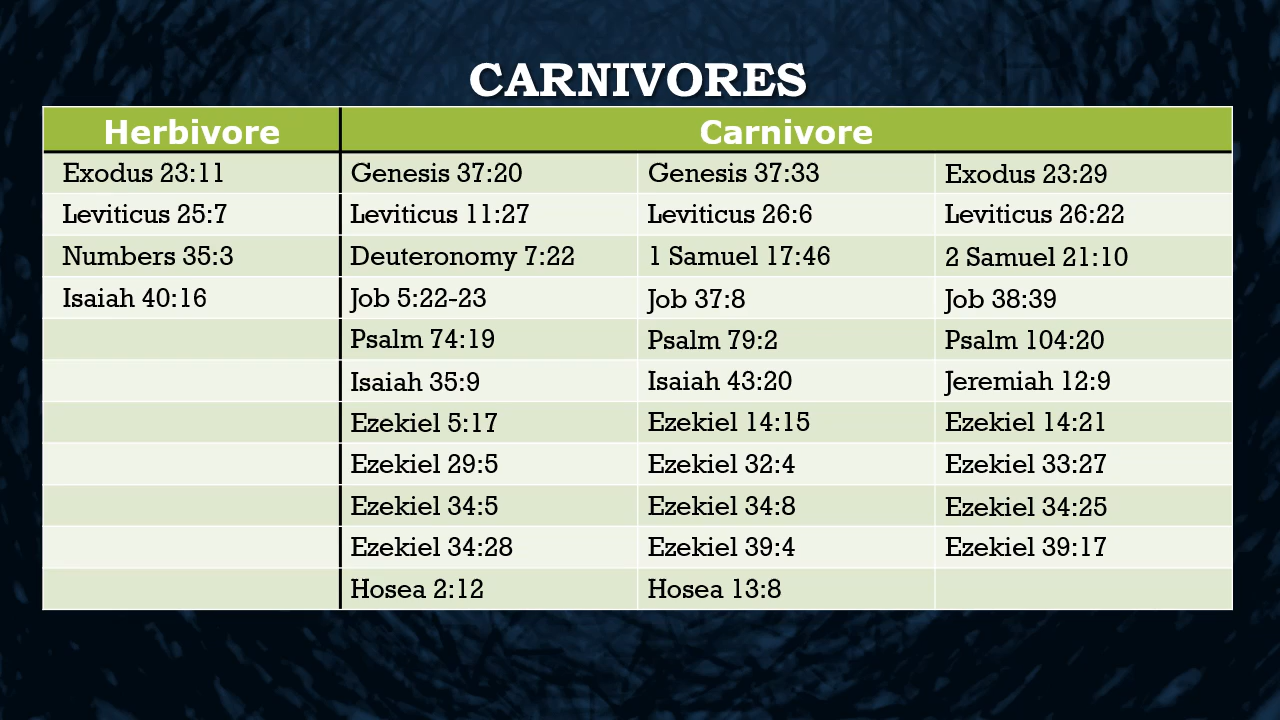 CARNIVORES
Herbivore Carnivore
Exodus 23:11 Genesis 37:20 Genesis 37:33 Exodus 23:29
Leviticus 25:7 Leviticus 11:27 Leviticus 26:6 Leviticus 26:22
Numbers 35:3 Deuteronomy 7:22 1 Samuel 17:46 2 Samuel 21:10
Isaiah 40:16 Job 5:22-23 Job 37:8 Job 38:39
Psalm 74:19 Psalm 79:2 Psalm 104:20
Isaiah 35:9 Isaiah 43:20 Jeremiah 12:9
Ezekiel 5:17 Ezekiel 14:15 Ezekiel 14:21
Ezekiel 29:5 Ezekiel 32:4 Ezekiel 33:27
Ezekiel 34:5 Ezekiel 34:8 Ezekiel 34:25
Ezekiel 34:28 Ezekiel 39:4 Ezekiel 39:17
Hosea 2:12 Hosea 13:8